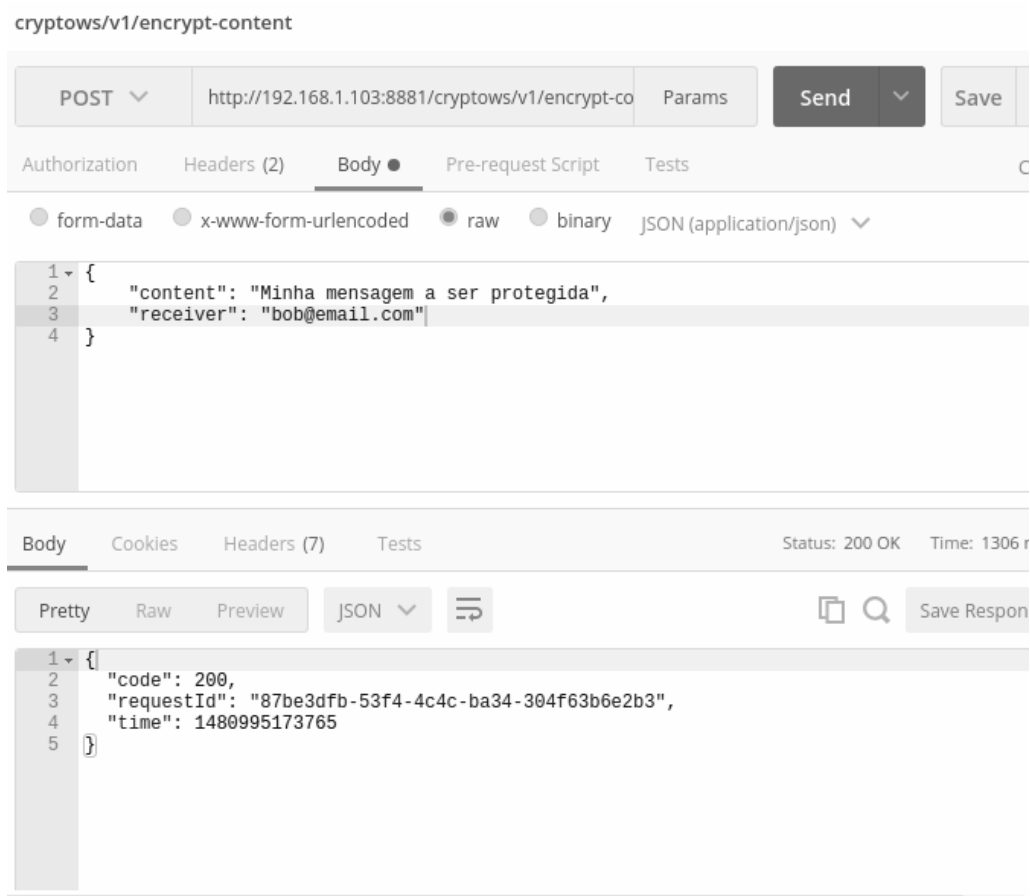 cryptows/v1/encrypt-content
POST http://192.168.1.103:8881/cryptows/v1/encrypt-co Params Send Save
Authorization Headers (2) Body Pre-request Script Tests C
form-data x-www-form-urlencoded raw binary JSON (application/json)
1 {
2 "content": "Minha mensagem a ser protegida",
3 "receiver": "bob@email.com"
4 }
Body Cookies Headers (7) Tests Status: 200 OK Time: 1306
Pretty Raw Preview JSON Save Respon
1 {
2 "code": 200,
3 "requestId": "87be3dfb-53f4-4c4c-ba34-304f63b6e2b3",
4 "time": 1480995173765
5 }